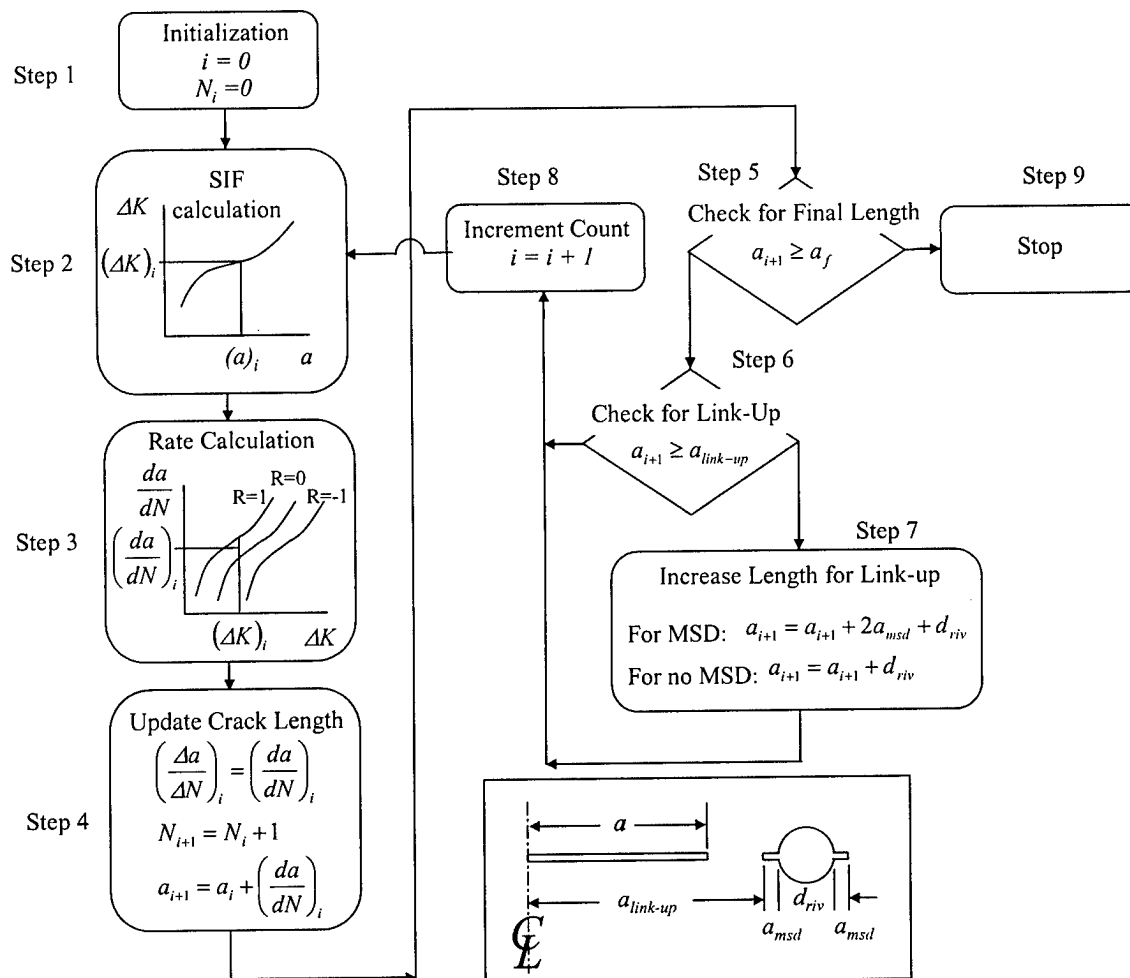 Step 1
Initialization
i = 0
N_i =0
Step 2
SIF
calculation
ΔK
(ΔK)_i
(a)_i
a
Step 3
Rate Calculation
da/dN
(da/dN)_i
R=1
R=0
R=-1
(ΔK)_i
ΔK
Step 4
Update Crack Length
(Δa/ΔN)_i = (da/dN)_i
N_{i+1} = N_i + 1
a_{i+1} = a_i + (da/dN)_i
Step 5
Check for Final Length
a_{i+1} ≥ a_f
Step 9
Stop
Step 6
Check for Link-Up
a_{i+1} ≥ a_{link-up}
Step 7
Increase Length for Link-up
For MSD: a_{i+1} = a_{i+1} + 2a_{msd} + d_{riv}
For no MSD: a_{i+1} = a_{i+1} + d_{riv}
Step 8
Increment Count
i = i + 1
a
a_{link-up}
d_{riv}
a_{msd}
a_{msd}
CL